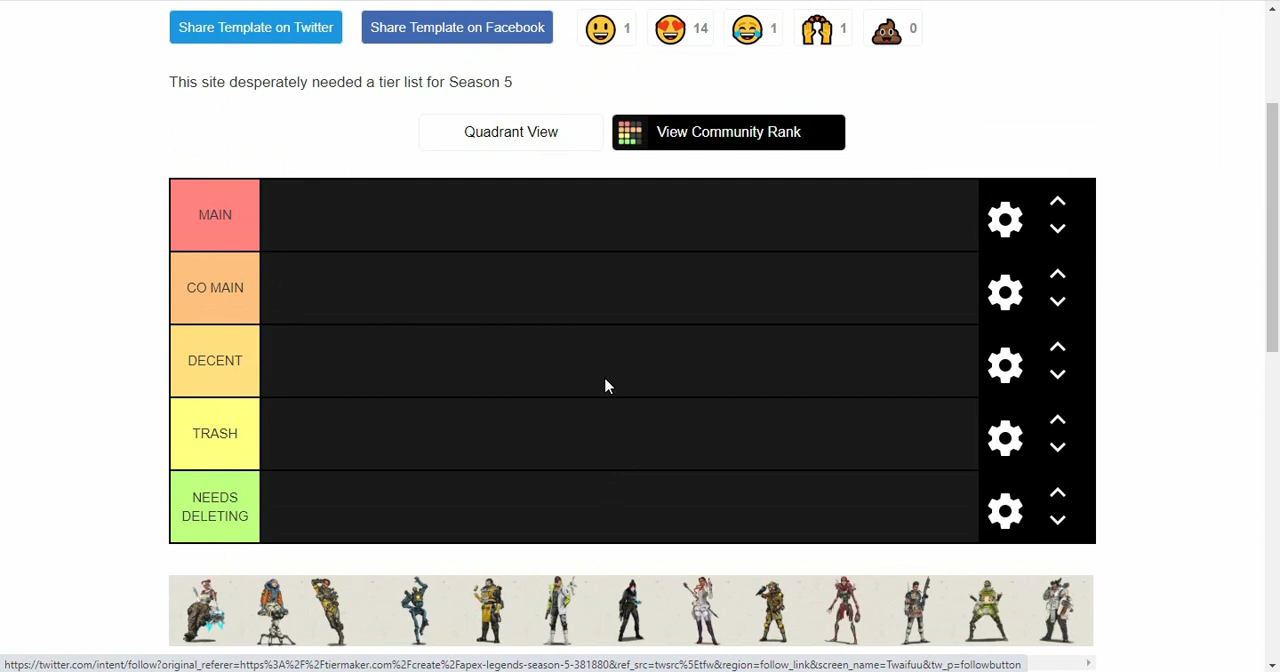 Share Template on Twitter
Share Template on Facebook
1
14
1
1
0
This site desperately needed a tier list for Season 5
Quadrant View
View Community Rank
MAIN
CO MAIN
DECENT
TRASH
NEEDS
DELETING
https://twitter.com/intent/follow?original_referer=https%3A%2F%2Ftiermaker.com%2Fcreate%2Fapex-legends-season-5-381880&ref_src=twsrc%5Etfw&region=follow_link&screen_name=Twaifuu&tw_p=followbutton